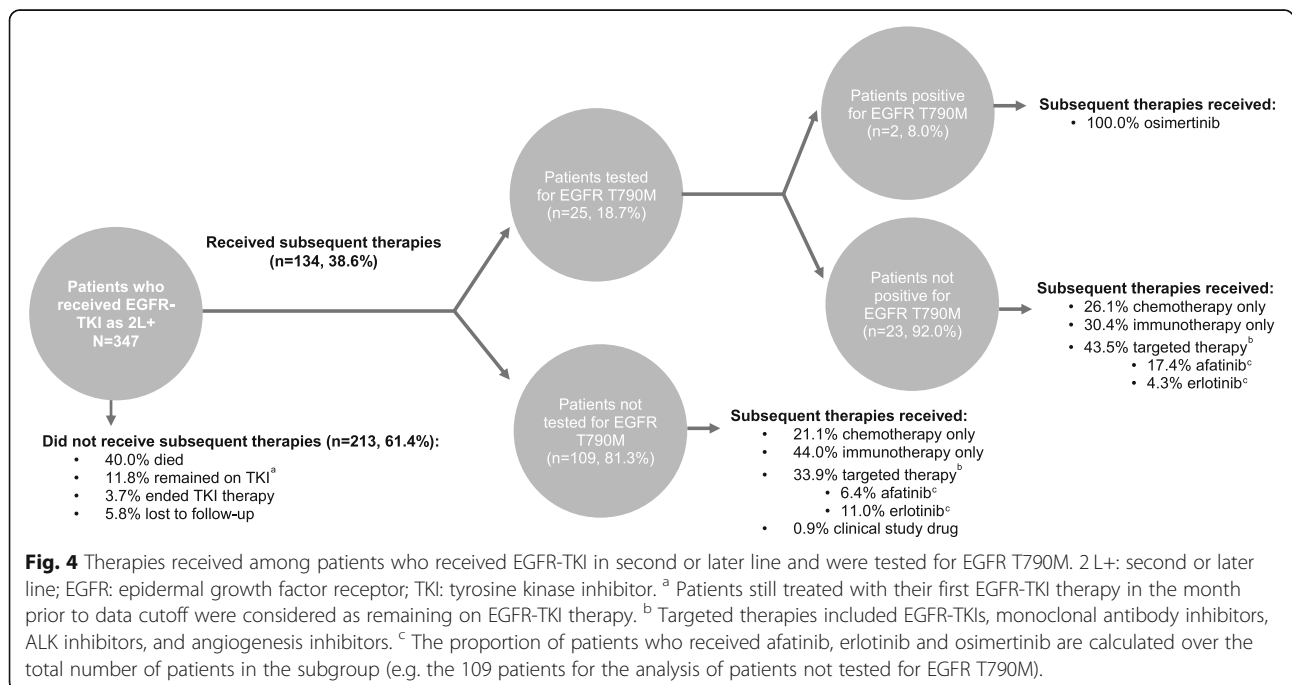 Patients who
received EGFR-
TKI as 2L+
N=347
Received subsequent therapies
(n=134, 38.6%)
Did not receive subsequent therapies (n=213, 61.4%):
• 40.0% died
• 11.8% remained on TKIa
• 3.7% ended TKI therapy
• 5.8% lost to follow-up
Patients tested
for EGFR T790M
(n=25, 18.7%)
Patients not
tested for EGFR
T790M
(n=109, 81.3%)
Patients positive
for EGFR T790M
(n=2, 8.0%)
Subsequent therapies received:
• 100.0% osimertinib
Patients not
positive for
EGFR T790M
(n=23, 92.0%)
Subsequent therapies received:
• 26.1% chemotherapy only
• 30.4% immunotherapy only
• 43.5% targeted therapyb
• 17.4% afatinibc
• 4.3% erlotinibc
Subsequent therapies received:
• 21.1% chemotherapy only
• 44.0% immunotherapy only
• 33.9% targeted therapyb
• 6.4% afatinibc
• 11.0% erlotinibc
• 0.9% clinical study drug
Fig. 4 Therapies received among patients who received EGFR-TKI in second or later line and were tested for EGFR T790M. 2 L+: second or later
line; EGFR: epidermal growth factor receptor; TKI: tyrosine kinase inhibitor. a Patients still treated with their first EGFR-TKI therapy in the month
prior to data cutoff were considered as remaining on EGFR-TKI therapy. b Targeted therapies included EGFR-TKIs, monoclonal antibody inhibitors,
ALK inhibitors, and angiogenesis inhibitors. c The proportion of patients who received afatinib, erlotinib and osimertinib are calculated over the
total number of patients in the subgroup (e.g. the 109 patients for the analysis of patients not tested for EGFR T790M).